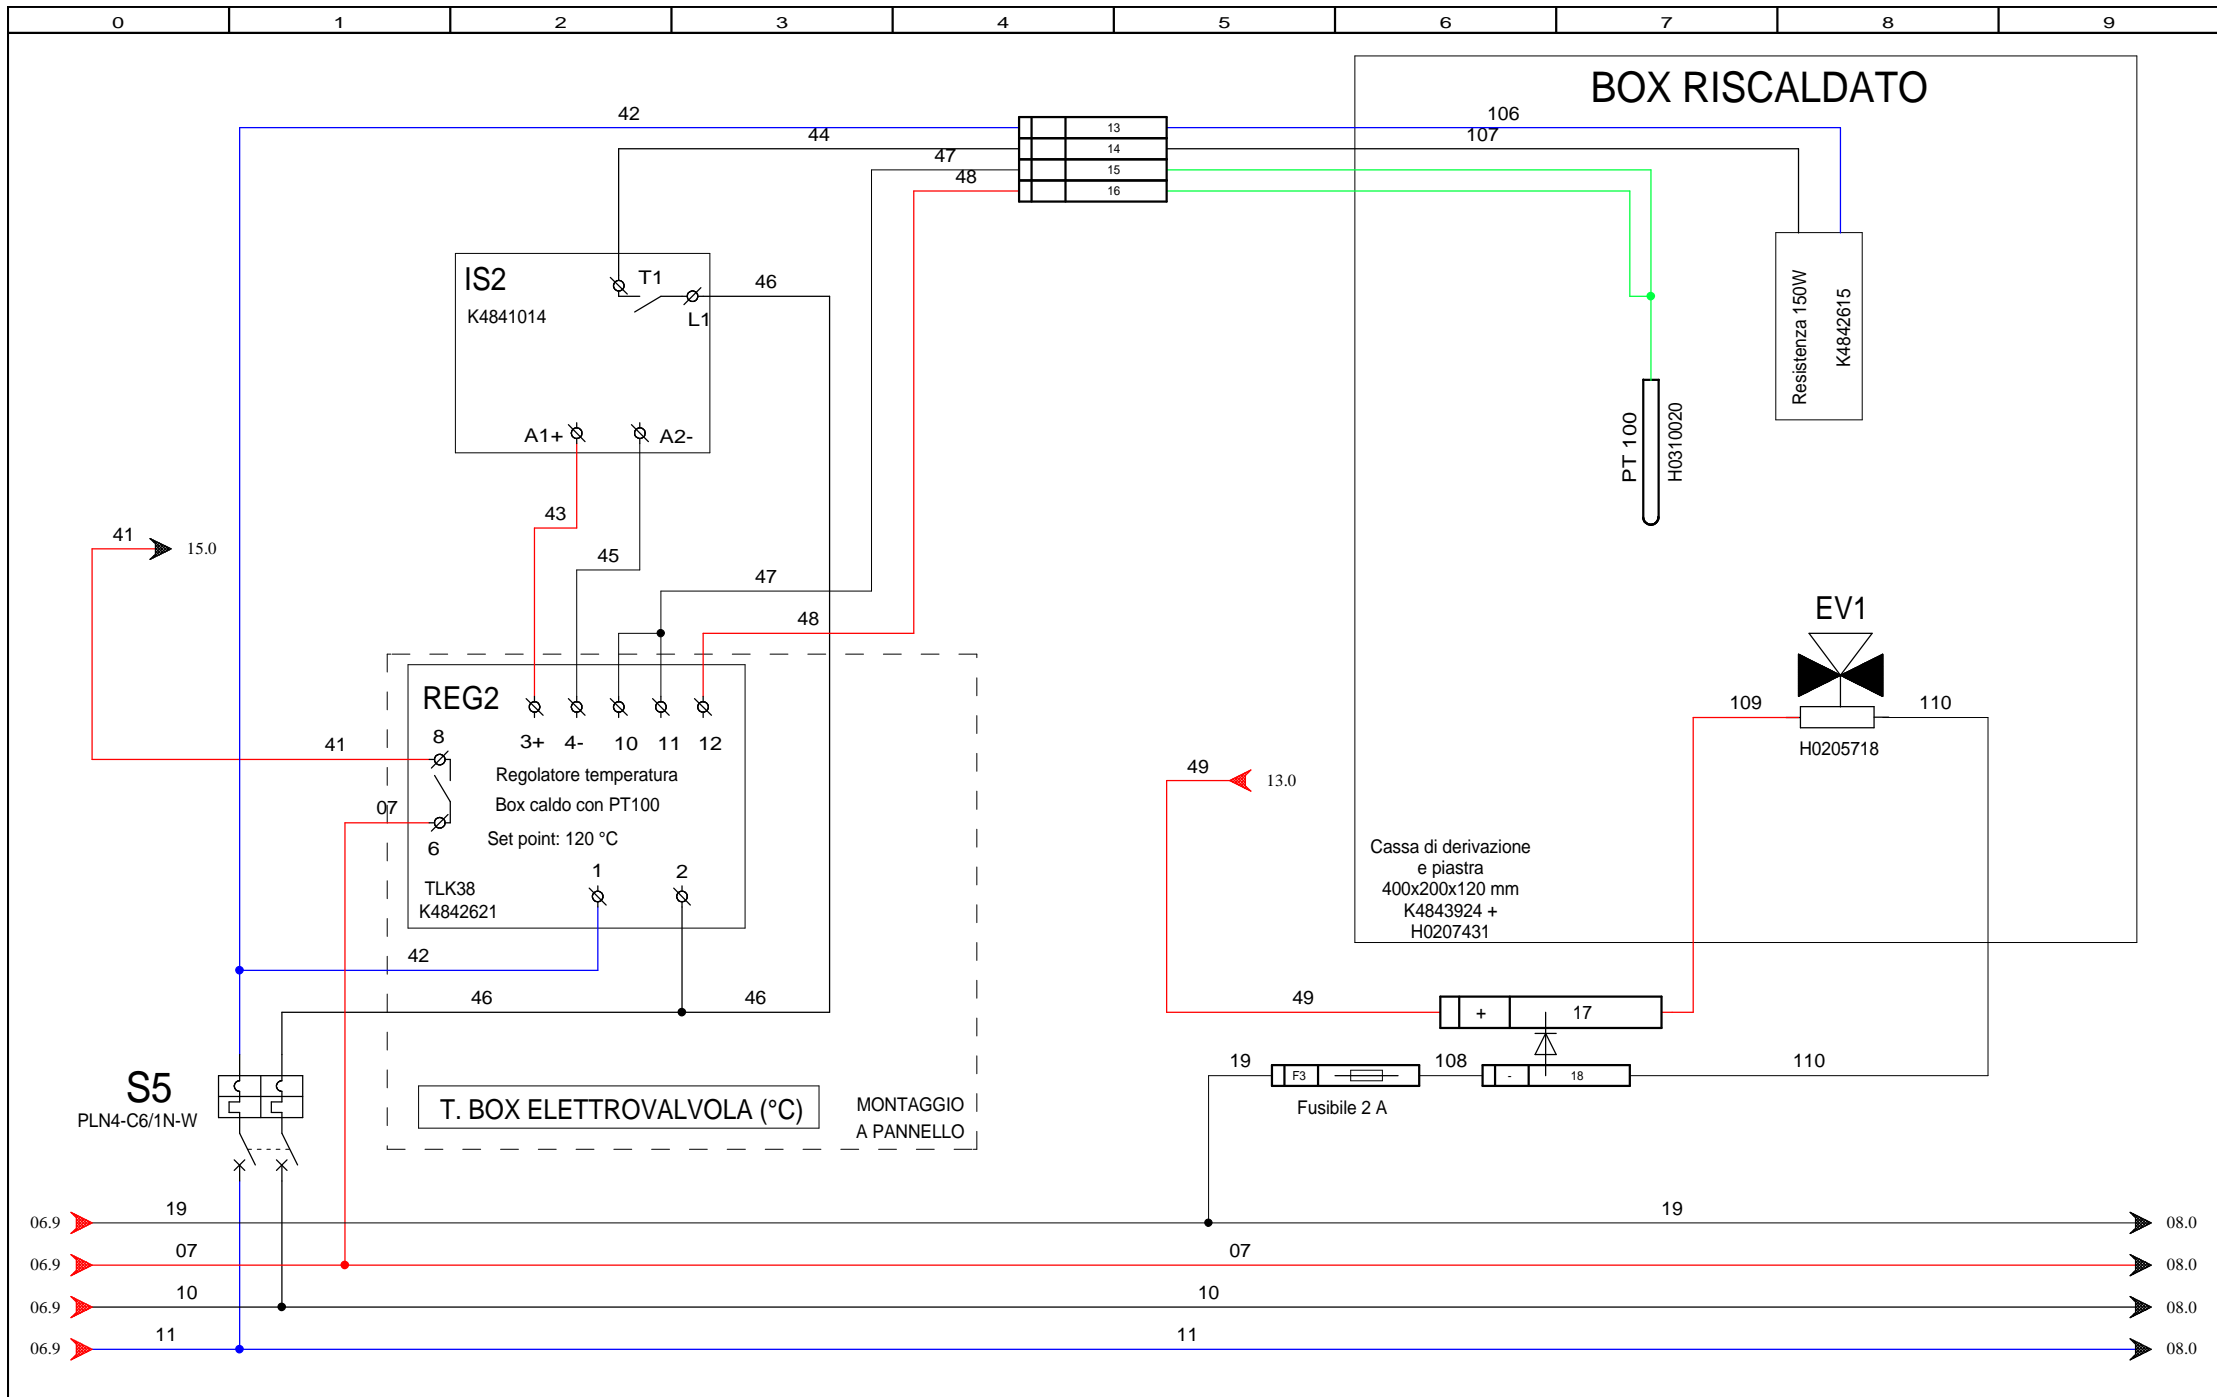 0 1 2 3 4 5 6 7 8 9
BOX RISCALDATO
42
13
106
44
14
107
47
15
48
16
IS2
K4841014
T1
L1
46
A1+
A2-
Resistenza 150W
K4842615
PT 100
H0310020
43
41
15.0
45
47
48
EV1
109
110
H0205718
REG2
3+ 4- 10 11 12
8
41
Regolatore temperatura
Box caldo con PT100
07
Set point: 120 °C
6
1
2
TLK38
K4842621
49
13.0
Cassa di derivazione
e piastra
400x200x120 mm
K4843924 +
H0207431
42
46
46
49
+
17
19
F3
108
-
18
110
Fusibile 2 A
S5
PLN4-C6/1N-W
T. BOX ELETTROVALVOLA (°C)
MONTAGGIO
A PANNELLO
06.9
19
19
08.0
06.9
07
07
08.0
06.9
10
10
08.0
06.9
11
11
08.0